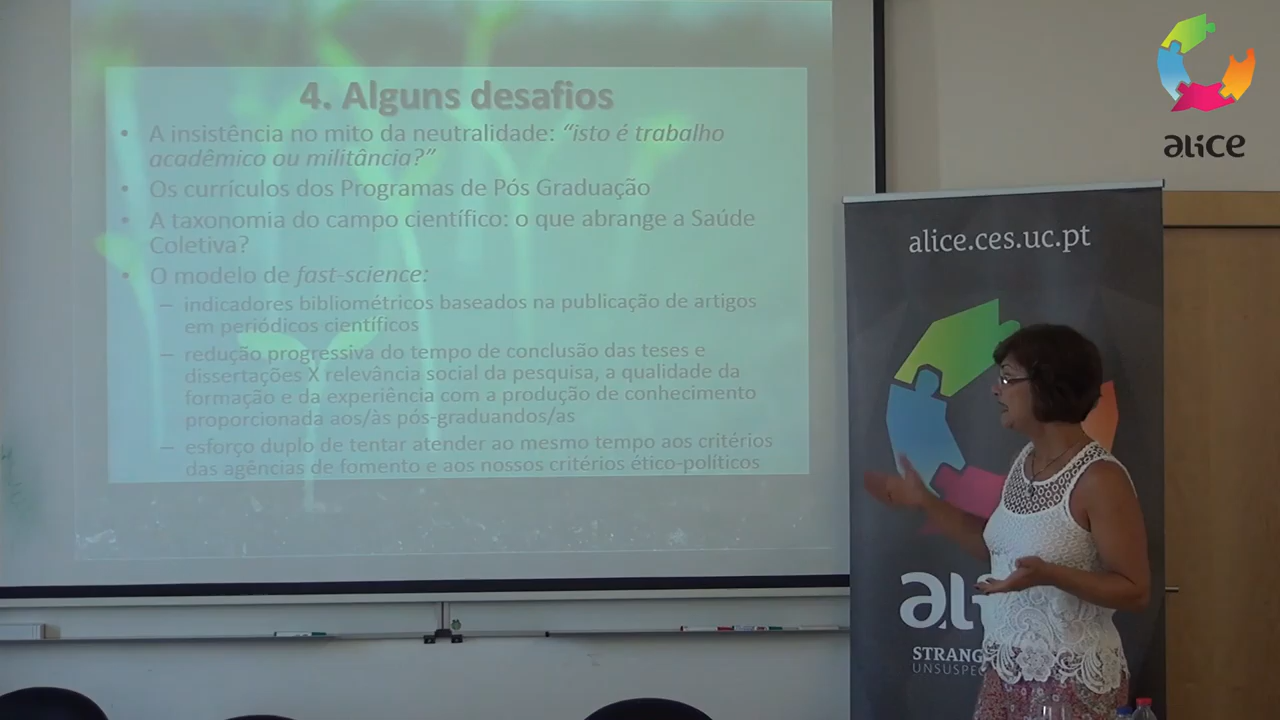 4. Alguns desafios
• A insistência no mito da neutralidade: “isto é trabalho
acadêmico ou militância?”
• Os currículos dos Programas de Pós Graduação
• A taxonomia do campo científico: o que abrange a Saúde
Coletiva?
• O modelo de fast-science:
– indicadores bibliométricos baseados na publicação de artigos
em periódicos científicos
– redução progressiva do tempo de conclusão das teses e
dissertações X relevância social da pesquisa, a qualidade da
formação e da experiência com a produção de conhecimento
proporcionada aos/às pós-graduandos/as
– esforço duplo de tentar atender ao mesmo tempo aos critérios
das agências de fomento e aos nossos critérios ético-políticos
alice
alice.ces.uc.pt
al
STRANG
UNSUSPEC